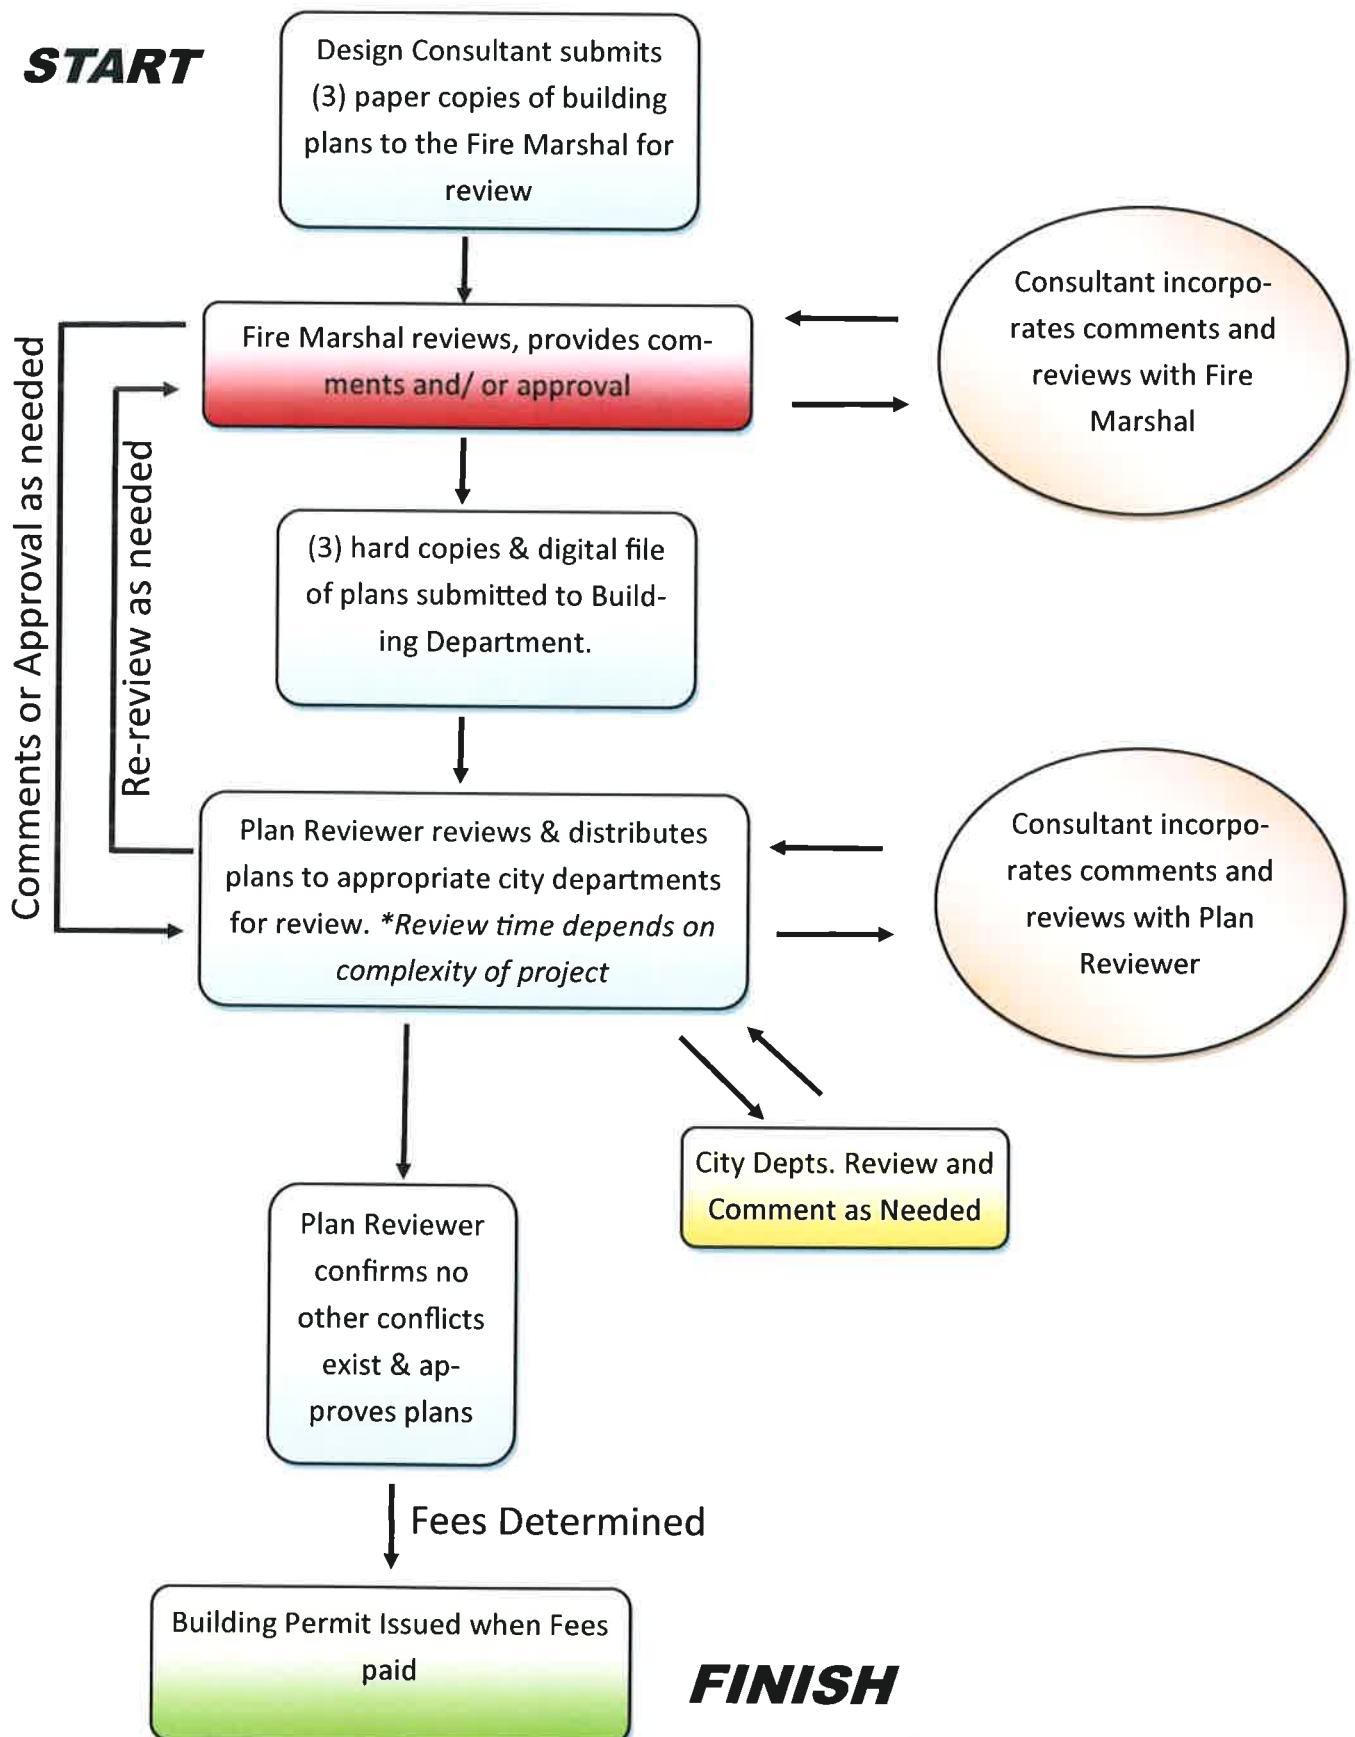 START
Design Consultant submits
(3) paper copies of building
plans to the Fire Marshal for
review
Fire Marshal reviews, provides com-
ments and/ or approval
Consultant incorpo-
rates comments and
reviews with Fire
Marshal
Comments or Approval as needed
Re-review as needed
(3) hard copies & digital file
of plans submitted to Build-
ing Department.
Plan Reviewer reviews & distributes
plans to appropriate city departments
for review. *Review time depends on
complexity of project
Consultant incorpo-
rates comments and
reviews with Plan
Reviewer
City Depts. Review and
Comment as Needed
Plan Reviewer
confirms no
other conflicts
exist & ap-
proves plans
Fees Determined
Building Permit Issued when Fees
paid
FINISH